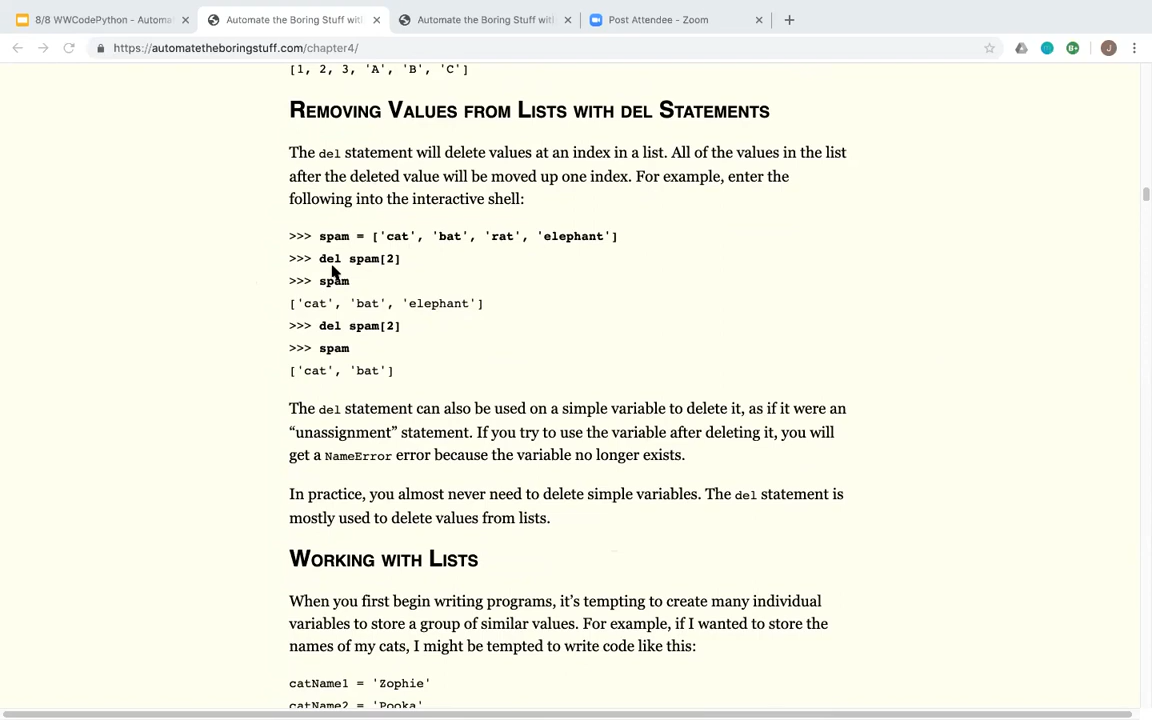 8/8 WWCodePython - Automa
Automate the Boring Stuff wit
Automate the Boring Stuff wit
Post Attendee - Zoom
https://automatetheboringstuff.com/chapter4/
J
[1, 2, 3, 'A', 'B', 'C']
Removing Values from Lists with del Statements
The del statement will delete values at an index in a list. All of the values in the list
after the deleted value will be moved up one index. For example, enter the
following into the interactive shell:
>>> spam = ['cat', 'bat', 'rat', 'elephant']
>>> del spam[2]
>>> spam
['cat', 'bat', 'elephant']
>>> del spam[2]
>>> spam
['cat', 'bat']
The del statement can also be used on a simple variable to delete it, as if it were an
“unassignment” statement. If you try to use the variable after deleting it, you will
get a NameError error because the variable no longer exists.
In practice, you almost never need to delete simple variables. The del statement is
mostly used to delete values from lists.
Working with Lists
When you first begin writing programs, it’s tempting to create many individual
variables to store a group of similar values. For example, if I wanted to store the
names of my cats, I might be tempted to write code like this:
catName1 = 'Zophie'
catName2 = 'Pooka'